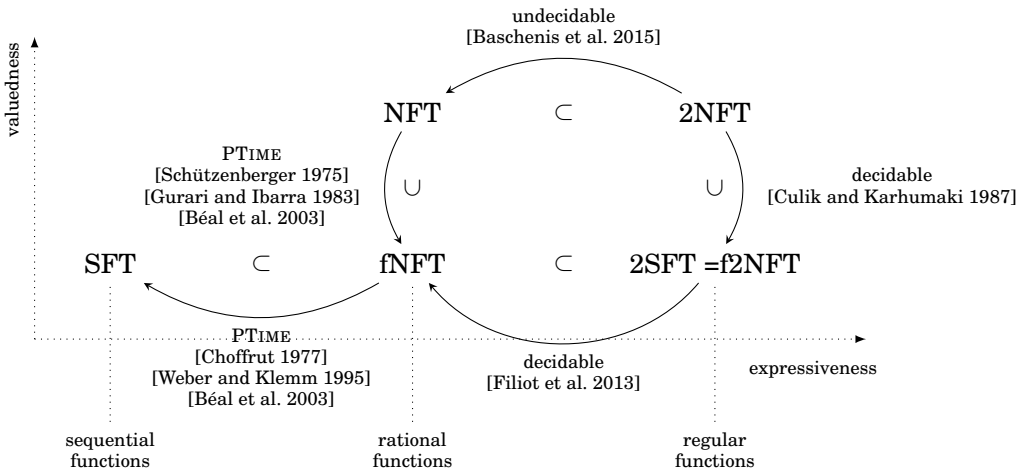 undecidable
[Baschenis et al. 2015]
valuedness
NFT ⊂ 2NFT
PTIME
[Schützenberger 1975]
[Gurari and Ibarra 1983]
[Béal et al. 2003]
∪ ∪
decidable
[Culik and Karhumaki 1987]
SFT ⊂ fNFT ⊂ 2SFT =f2NFT
PTIME
[Choffrut 1977]
[Weber and Klemm 1995]
[Béal et al. 2003]
decidable
[Filiot et al. 2013]
expressiveness
sequential
functions
rational
functions
regular
functions